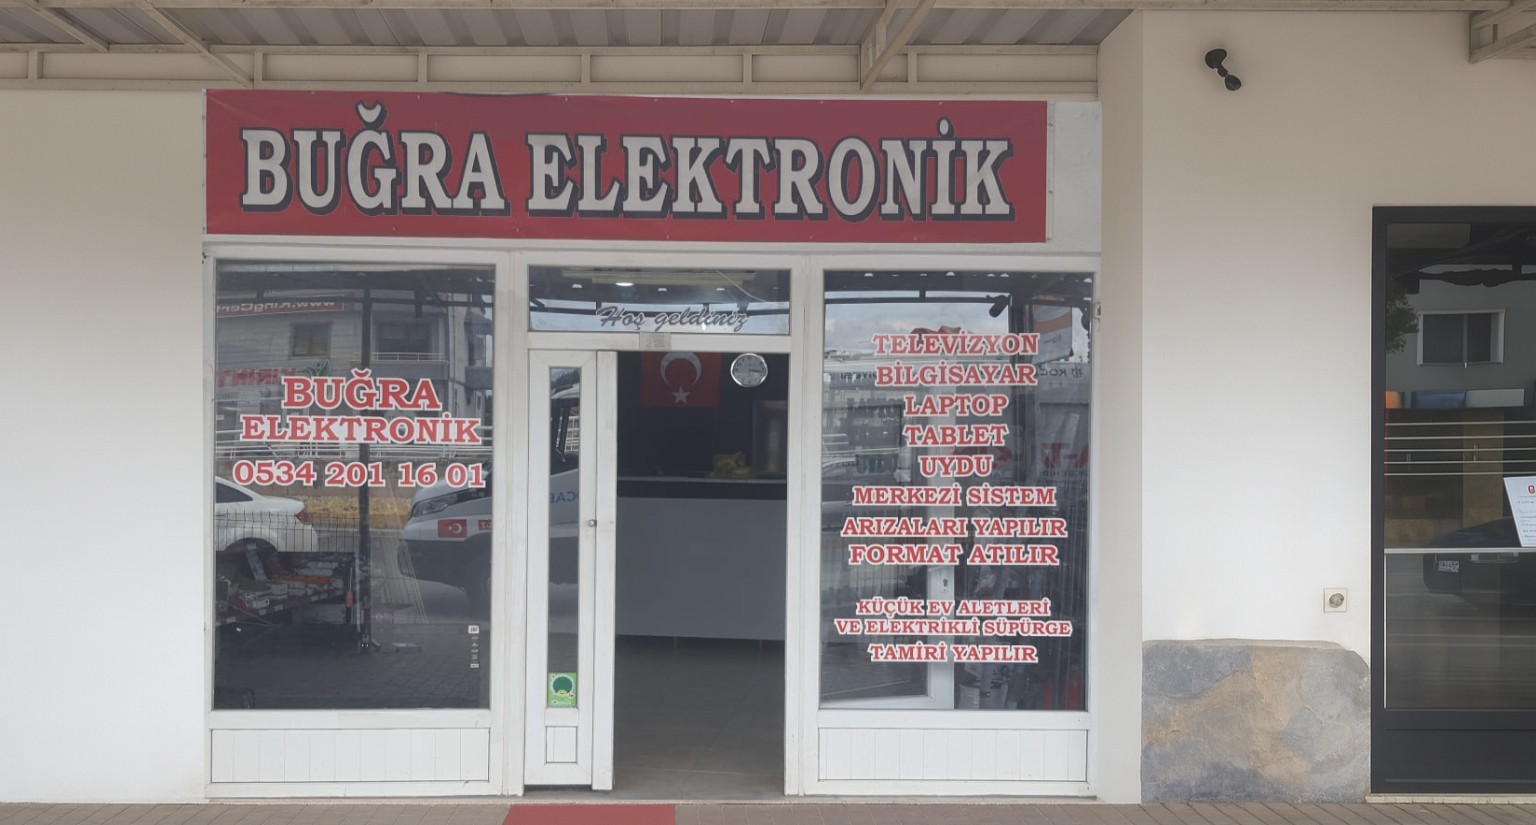 BUĞRA ELEKTRONİK
Hoş geldiniz
BUĞRA
ELEKTRONİK
0534 201 16 01
TELEVİZYON
BİLGİSAYAR
LAPTOP
TABLET
UYDU
MERKEZİ SİSTEM
ARIZALARI YAPILIR
FORMAT ATILIR
KÜÇÜK EV ALETLERİ
VE ELEKTRİKLİ SÜPÜRGE
TAMİRİ YAPILIR